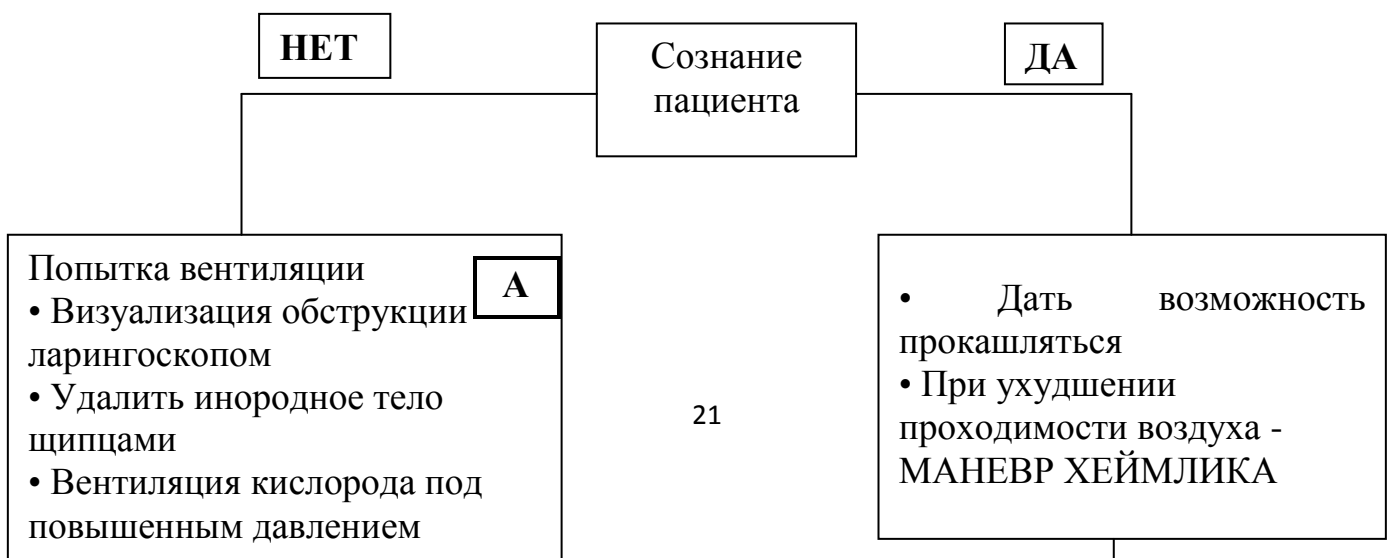 НЕТ
Сознание
пациента
ДА
Попытка вентиляции
А
• Визуализация обструкции
ларингоскопом
• Удалить инородное тело
щипцами
• Вентиляция кислорода под
повышенным давлением
21
• Дать возможность
прокашляться
• При ухудшении
проходимости воздуха -
МАНЕВР ХЕЙМЛИКА